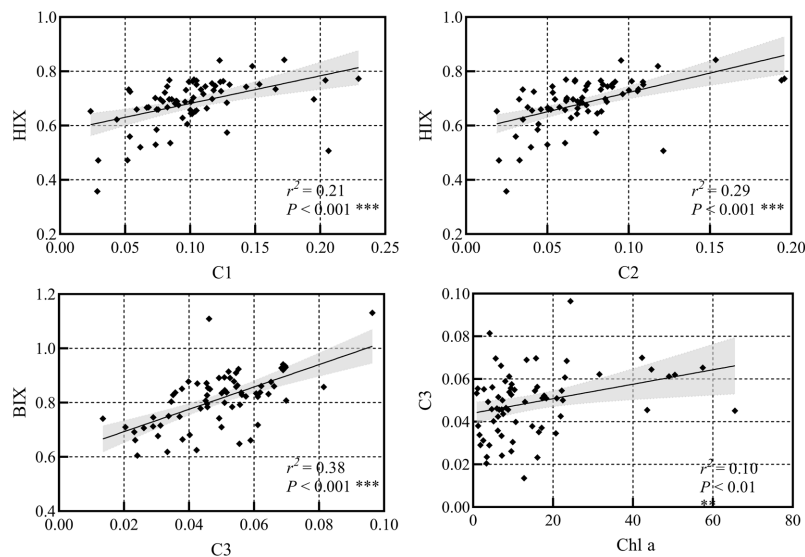 1.0
0.8
0.6
0.4
0.2
HIX
r² = 0.21
P < 0.001 ***
0.00 0.05 0.10 0.15 0.20 0.25
C1
1.0
0.8
0.6
0.4
0.2
HIX
r² = 0.29
P < 0.001 ***
0.00 0.05 0.10 0.15 0.20
C2
1.2
1.0
0.8
0.6
0.4
BIX
r² = 0.38
P < 0.001 ***
0.00 0.02 0.04 0.06 0.08 0.10
C3
0.10
0.08
0.06
0.04
0.02
0.00
C3
r² = 0.10
P < 0.01
**
0 20 40 60 80
Chl a